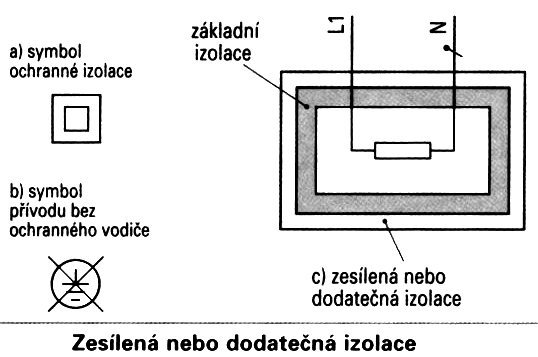 a) symbol
ochranné izolace
b) symbol
přívodu bez
ochranného vodiče
základní
izolace
L1
N
c) zesílená nebo
dodatečná izolace
Zesílená nebo dodatečná izolace